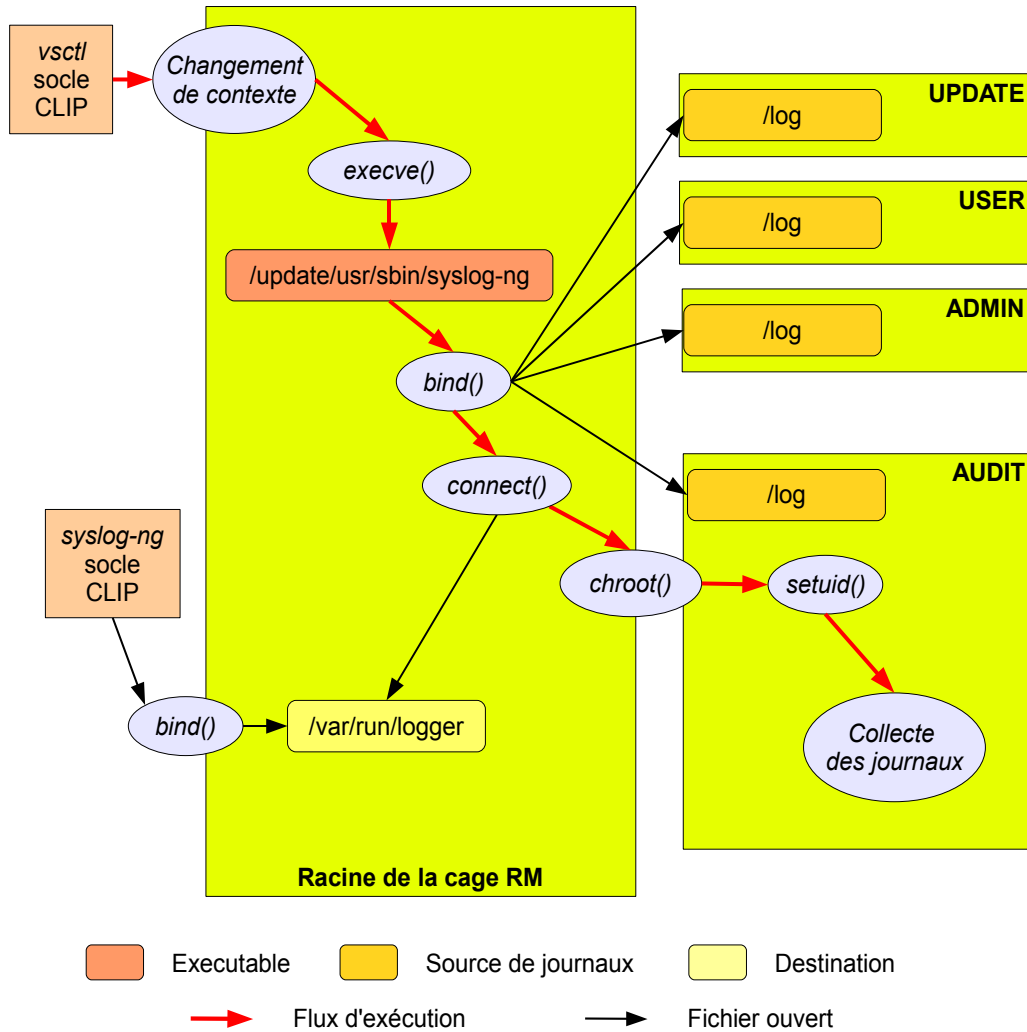 vsctl
socle
CLIP
Changement
de contexte
execve()
/update/usr/sbin/syslog-ng
bind()
connect()
chroot()
setuid()
Collecte
des journaux
UPDATE
/log
USER
/log
ADMIN
/log
AUDIT
/log
syslog-ng
socle
CLIP
bind()
/var/run/logger
Racine de la cage RM
Executable
Source de journaux
Destination
Flux d'exécution
Fichier ouvert